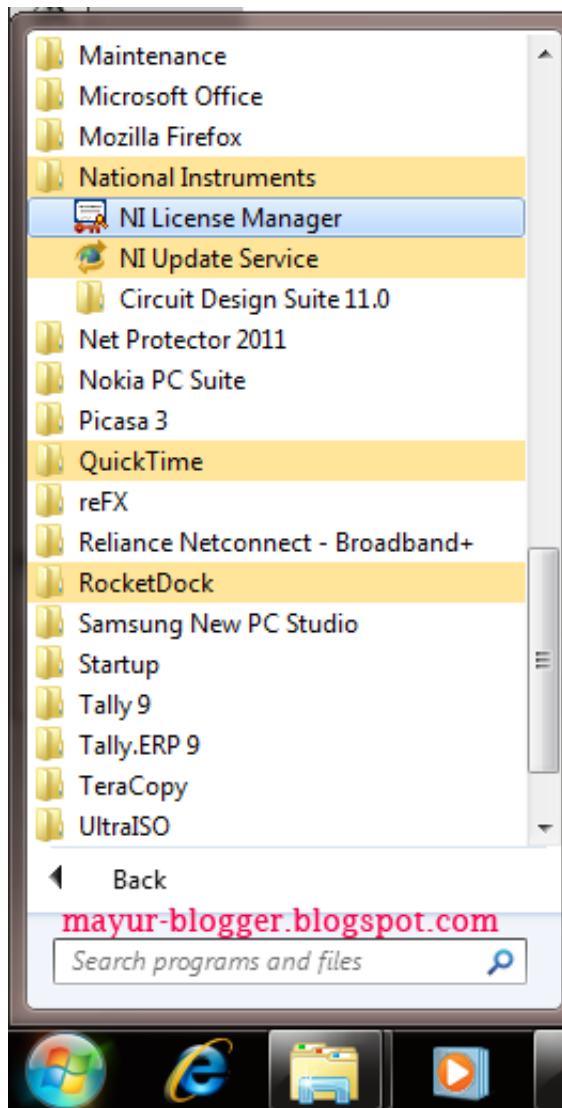 Maintenance
Microsoft Office
Mozilla Firefox
National Instruments
NI License Manager
NI Update Service
Circuit Design Suite 11.0
Net Protector 2011
Nokia PC Suite
Picasa 3
QuickTime
reFX
Reliance Netconnect - Broadband+
RocketDock
Samsung New PC Studio
Startup
Tally 9
Tally.ERP 9
TeraCopy
UltraISO
Back
mayur-blogger.blogspot.com
Search programs and files